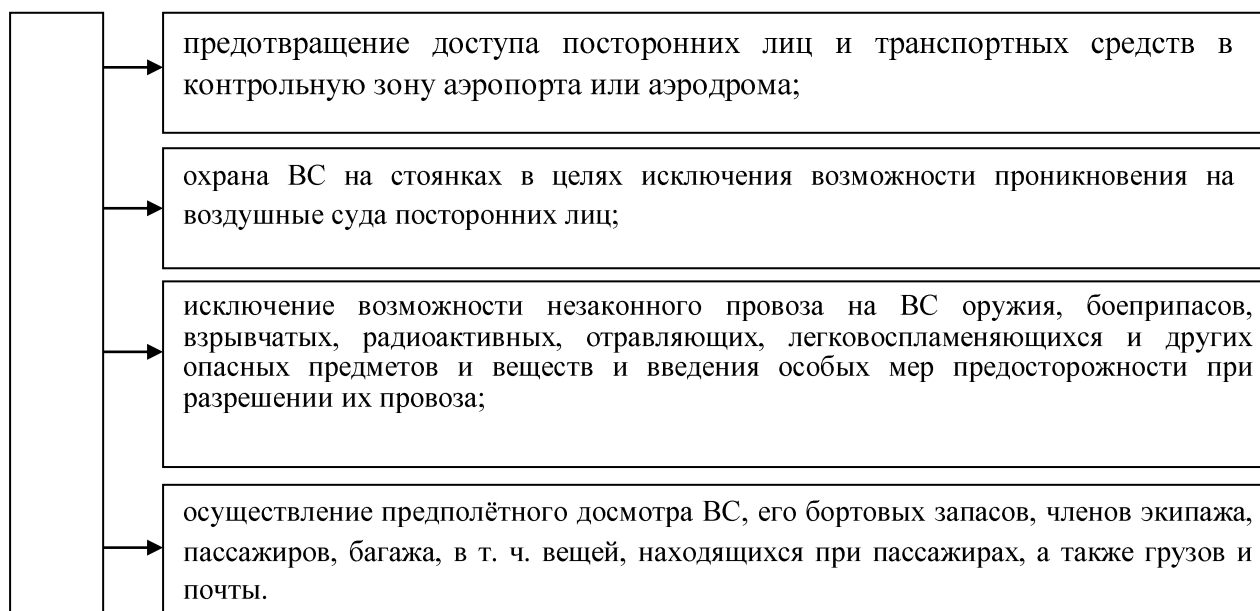 предотвращение доступа посторонних лиц и транспортных средств в
контрольную зону аэропорта или аэродрома;
охрана ВС на стоянках в целях исключения возможности проникновения на
воздушные суда посторонних лиц;
исключение возможности незаконного провоза на ВС оружия, боеприпасов,
взрывчатых, радиоактивных, отравляющих, легковоспламеняющихся и других
опасных предметов и веществ и введения особых мер предосторожности при
разрешении их провоза;
осуществление предполётного досмотра ВС, его бортовых запасов, членов экипажа,
пассажиров, багажа, в т. ч. вещей, находящихся при пассажирах, а также грузов и
почты.